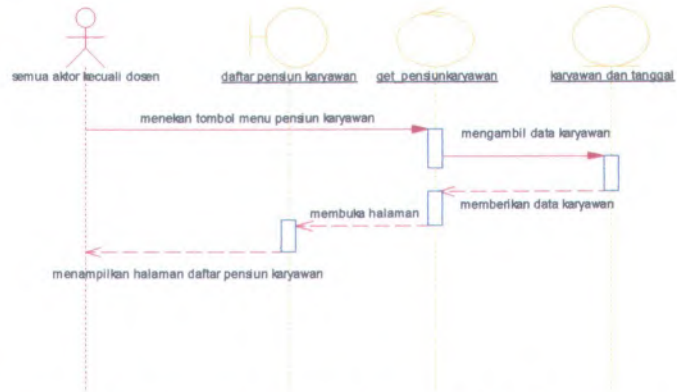 semua aktor kecuali dosen
daftar pensiun karyawan
get_pensiunkaryawan
karyawan dan tanggal
menekan tombol menu pensiun karyawan
mengambil data karyawan
memberikan data karyawan
membuka halaman
menampilkan halaman daftar pensiun karyawan